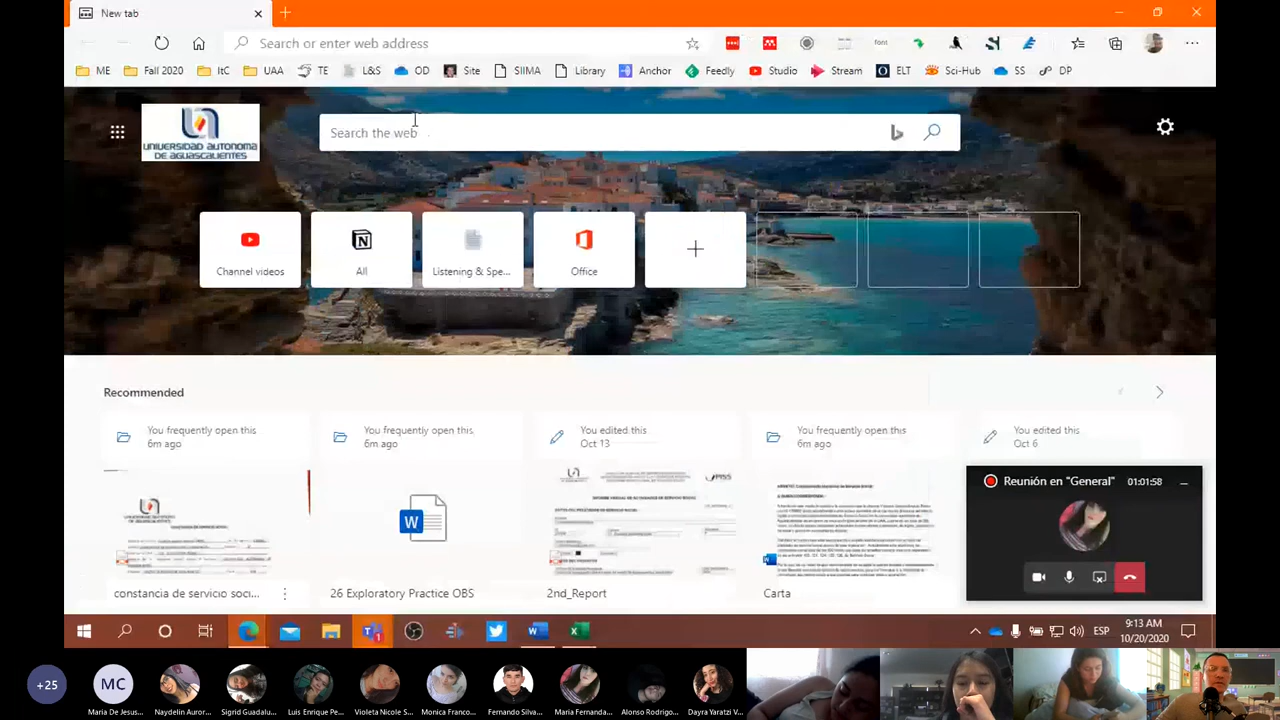 New tab
Search or enter web address
font
ME
Fall 2020
ItC
UAA
TE
L&S
OD
Site
SIIMA
Library
Anchor
Feedly
Studio
Stream
ELT
Sci-Hub
SS
DP
UNIVERSIDAD AUTONOMA
DE AGUASCALIENTES
Search the web
Channel videos
All
Listening & Spe...
Office
Recommended
You frequently open this
6m ago
You frequently open this
6m ago
You edited this
Oct 13
You frequently open this
6m ago
You edited this
Oct 6
constancia de servicio soci...
26 Exploratory Practice OBS
2nd_Report
Carta
Reunión en "General"
01:01:58
ESP
9:13 AM
10/20/2020
+25
MC
Maria De Jesus...
Naydelin Auror...
Sigrid Guadalu...
Luis Enrique Pe...
Violeta Nicole S...
Monica Franco...
Fernando Silva...
Maria Fernanda...
Alonso Rodrigo...
Dayra Yaratzi V...